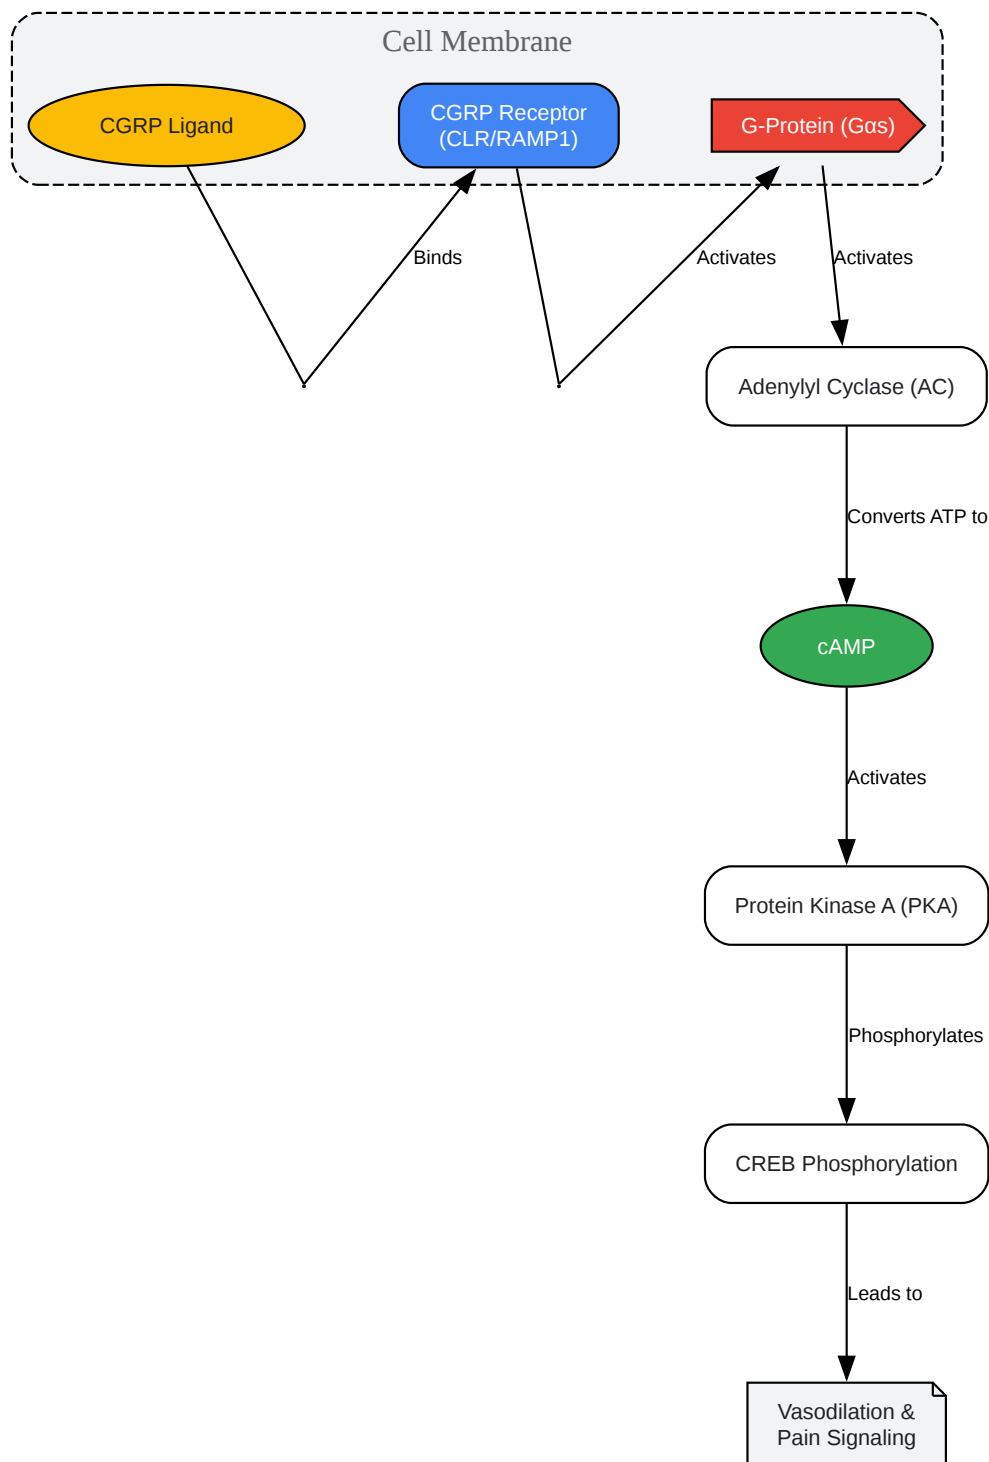 Cell Membrane
CGRP Ligand
CGRP Receptor
(CLR/RAMP1)
G-Protein (Gαs)
Binds
Activates
Activates
Adenylyl Cyclase (AC)
Converts ATP to
cAMP
Activates
Protein Kinase A (PKA)
Phosphorylates
CREB Phosphorylation
Leads to
Vasodilation &
Pain Signaling